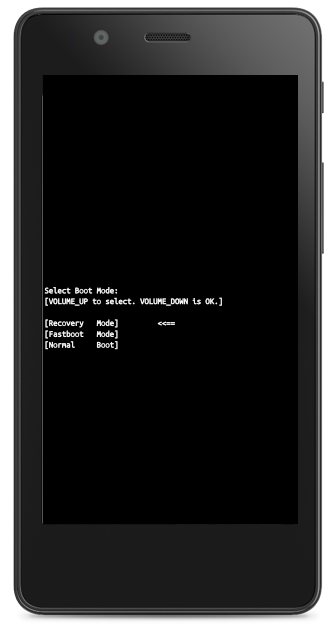 Select Boot Mode:
[VOLUME_UP to select. VOLUME_DOWN is OK.]
[Recovery Mode] <<==
[Fastboot Mode]
[Normal Boot]